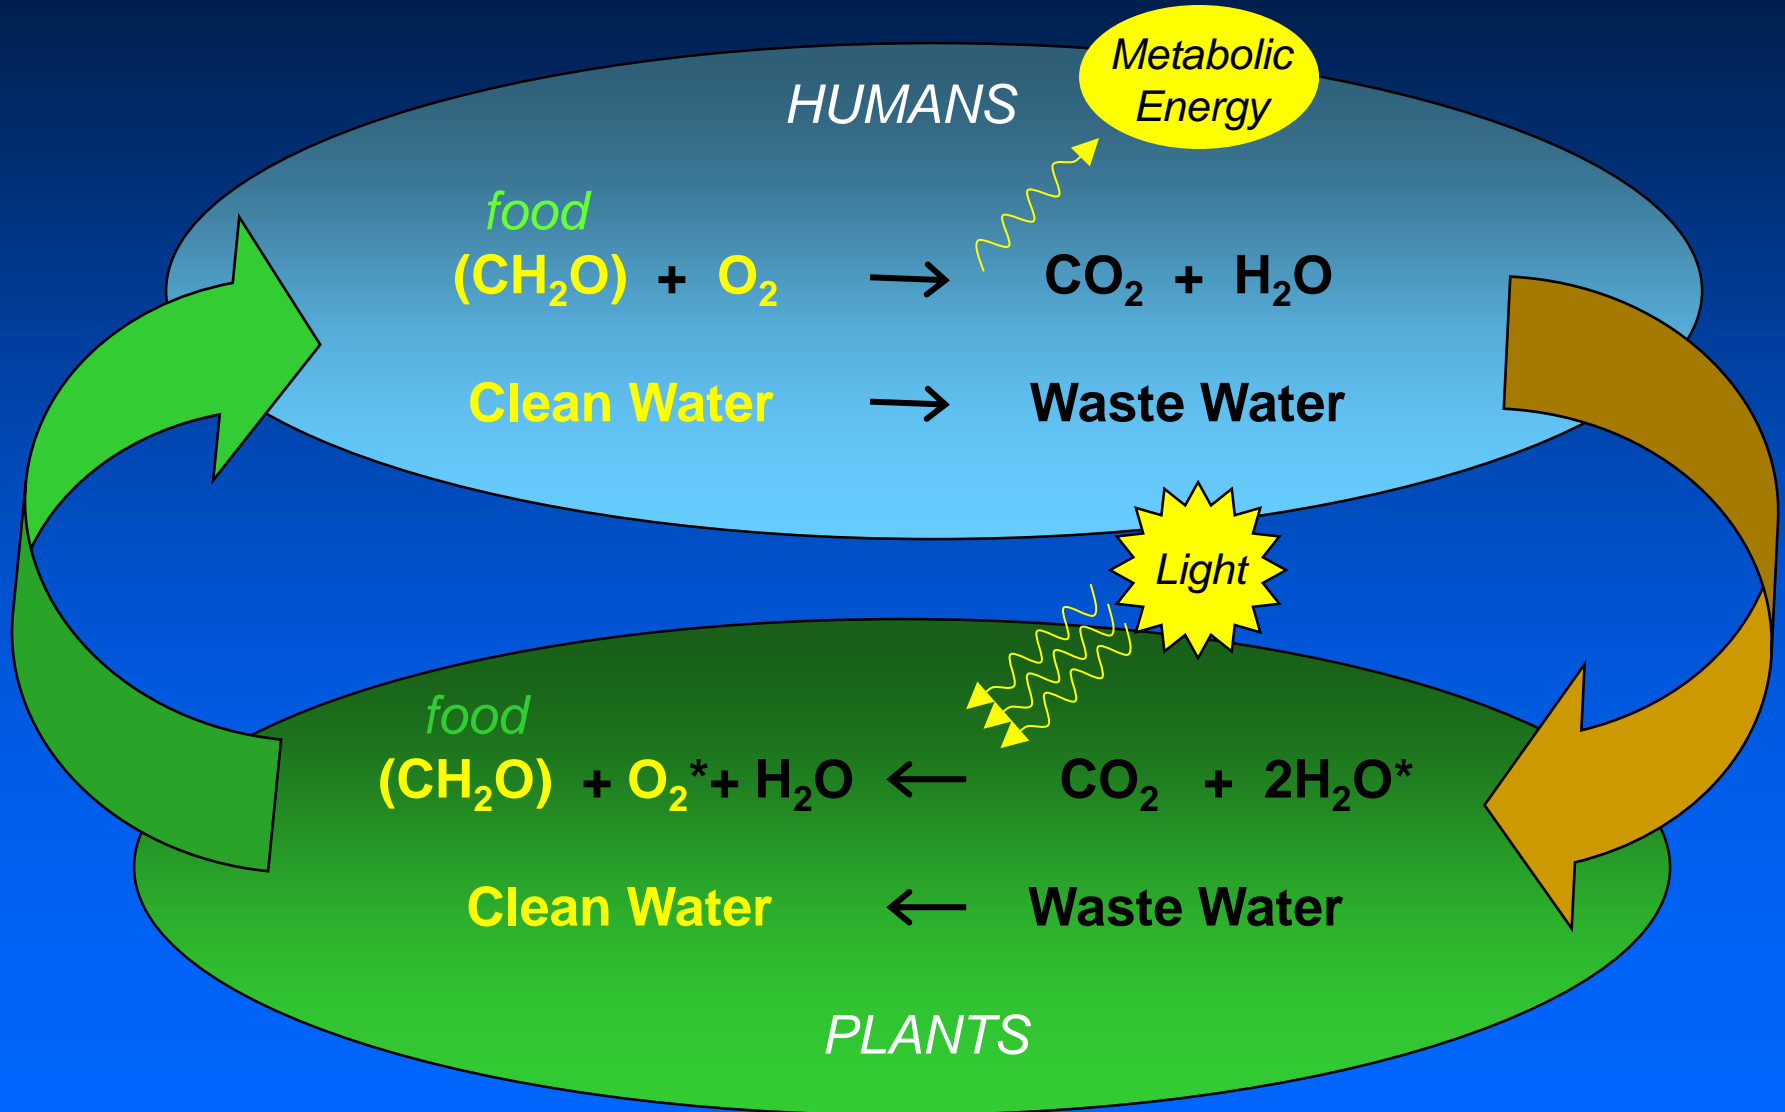 Metabolic
Energy
HUMANS
food
(CH₂O) + O₂ → CO₂ + H₂O
Clean Water → Waste Water
Light
food
(CH₂O) + O₂*+ H₂O ← CO₂ + 2H₂O*
Clean Water ← Waste Water
PLANTS